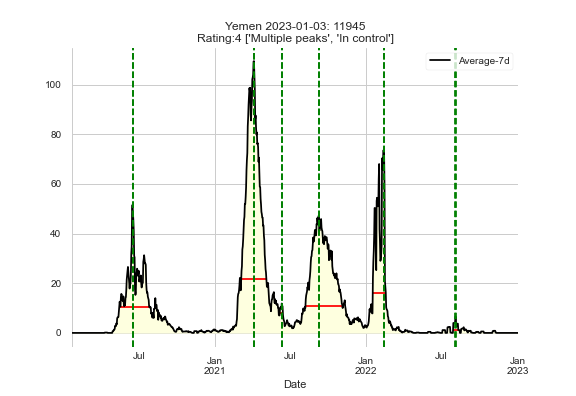 Yemen 2023-01-03: 11945
Rating:4 ['Multiple peaks', 'In control']
Average-7d
100
80
60
40
20
0
Jul
Jan
2021
Jul
Jan
2022
Jul
Jan
2023
Date